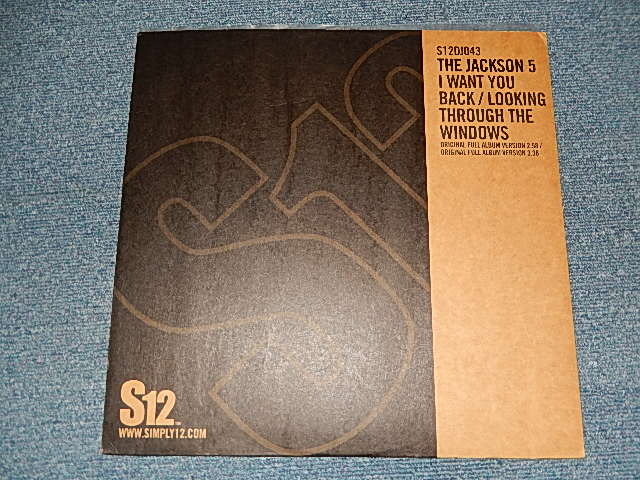 S12DJ043
THE JACKSON 5
I WANT YOU
BACK / LOOKING
THROUGH THE
WINDOWS
ORIGINAL FULL ALBUM VERSION 2.58 /
ORIGINAL FULL ALBUM VERSION 3.36
S12
S12
WWW.SIMPLY12.COM